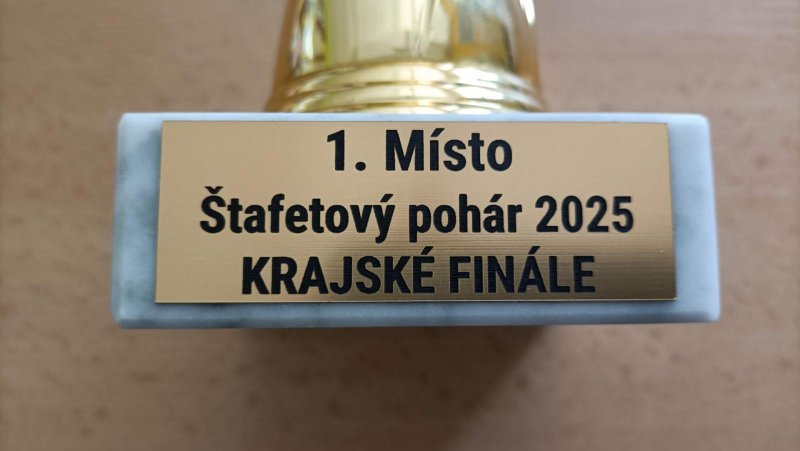 1. Místo
Štafetový pohár 2025
KRAJSKÉ FINÁLE